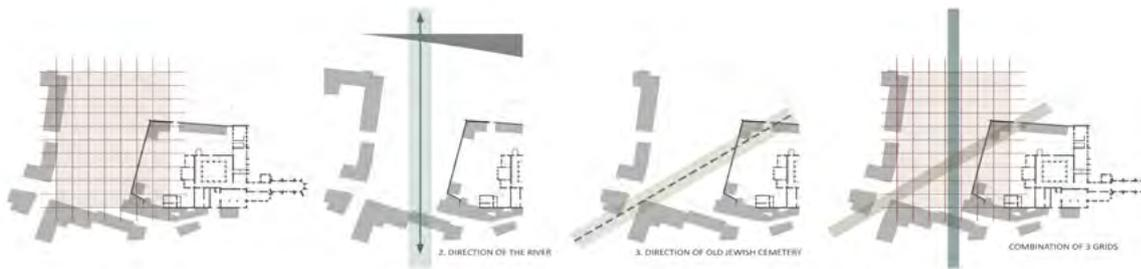 2. DIRECTION OF THE RIVER
3. DIRECTION OF OLD JEWISH CEMETERY
COMBINATION OF 3 GRIDS